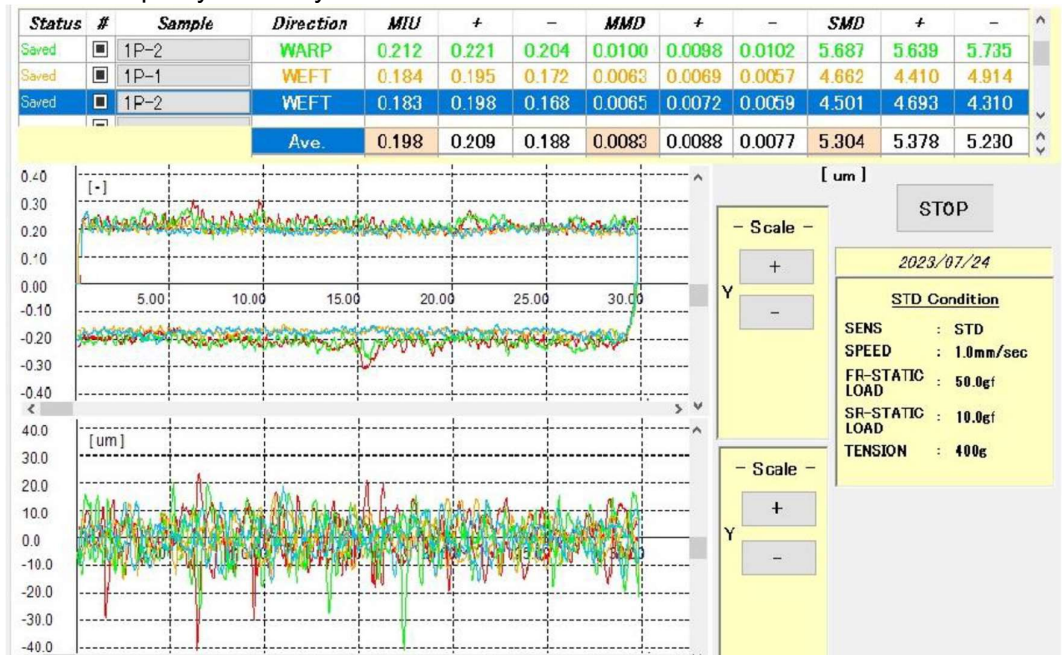 Status # Sample Direction MIU + - MMD + - SMD + -
Saved 1P-2 WARP 0.212 0.221 0.204 0.0100 0.0098 0.0102 5.687 5.639 5.735
Saved 1P-1 WEFT 0.184 0.195 0.172 0.0063 0.0069 0.0057 4.662 4.410 4.914
Saved 1P-2 WEFT 0.183 0.198 0.168 0.0065 0.0072 0.0059 4.501 4.693 4.310
Ave. 0.198 0.209 0.188 0.0083 0.0088 0.0077 5.304 5.378 5.230
[-]
0.40
0.30
0.20
0.10
0.00
-0.10
-0.20
-0.30
-0.40
5.00 10.00 15.00 20.00 25.00 30.00
[um]
40.0
30.0
20.0
10.0
0.0
-10.0
-20.0
-30.0
-40.0
- Scale -
+
Y
-
- Scale -
+
Y
-
[ um ]
STOP
2023/07/24
STD Condition
SENS : STD
SPEED : 1.0mm/sec
FR-STATIC LOAD : 50.0gf
SR-STATIC LOAD : 10.0gf
TENSION : 400g